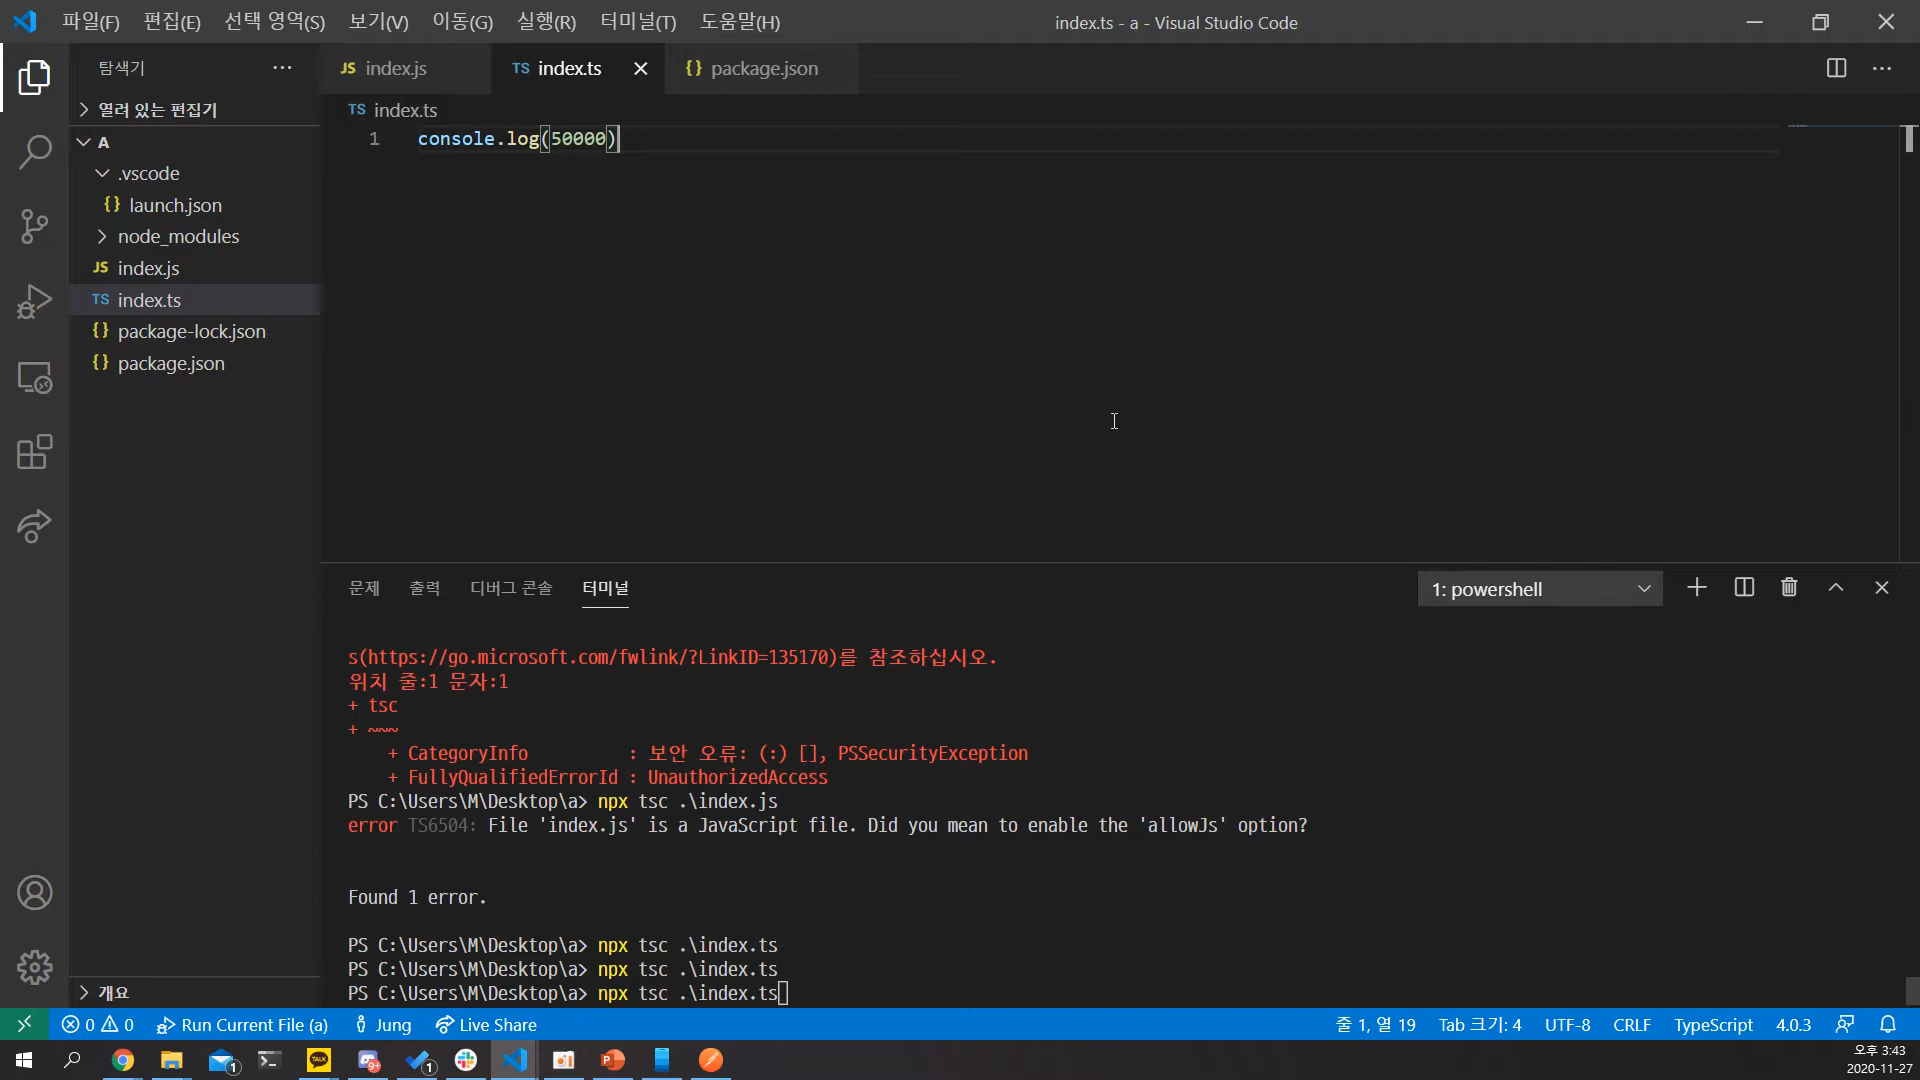 파일(F) 편집(E) 선택 영역(S) 보기(V) 이동(G) 실행(R) 터미널(T) 도움말(H)
index.ts - a - Visual Studio Code
탐색기
JS index.js
TS index.ts
{} package.json
열려 있는 편집기
TS index.ts
A
1 console.log(50000)
.vscode
{} launch.json
node_modules
JS index.js
TS index.ts
{} package-lock.json
{} package.json
문제 출력 디버그 콘솔 터미널
1: powershell
s(https://go.microsoft.com/fwlink/?LinkID=135170)를 참조하십시오.
위치 줄:1 문자:1
+ tsc
+ ~~~
+ CategoryInfo : 보안 오류: (:) [], PSSecurityException
+ FullyQualifiedErrorId : UnauthorizedAccess
PS C:\Users\M\Desktop\a> npx tsc .\index.js
error TS6504: File 'index.js' is a JavaScript file. Did you mean to enable the 'allowJs' option?
Found 1 error.
PS C:\Users\M\Desktop\a> npx tsc .\index.ts
PS C:\Users\M\Desktop\a> npx tsc .\index.ts
PS C:\Users\M\Desktop\a> npx tsc .\index.ts
개요
0 0 Run Current File (a) Jung Live Share
줄 1, 열 19 Tab 크기: 4 UTF-8 CRLF TypeScript 4.0.3
1
TALK
9+
1
P
오후 3:43
2020-11-27